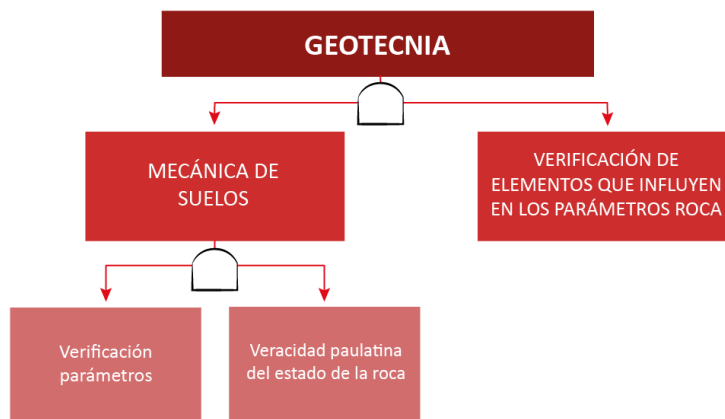 GEOTECNIA
MECÁNICA DE
SUELOS
VERIFICACIÓN DE
ELEMENTOS QUE INFLUYEN
EN LOS PARÁMETROS ROCA
Verificación
parámetros
Veracidad paulatina
del estado de la roca